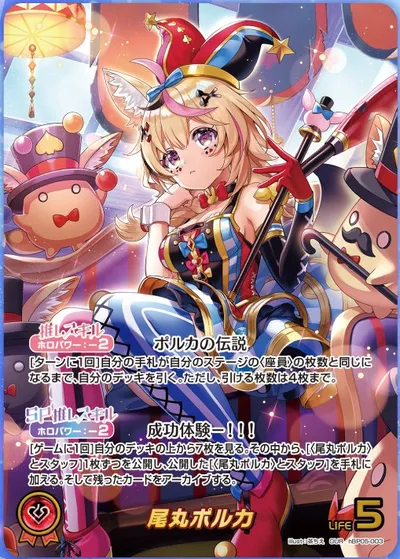 推しスキル
ホロパワー：－2
ポルカの伝説
[ターンに1回]自分の手札が自分のステージの〈座員〉の枚数と同じに
なるまで、自分のデッキを引く。ただし、引ける枚数は4枚まで。
SP推しスキル
ホロパワー：－2
成功体験ー！！！
[ゲームに1回]自分のデッキの上から7枚を見る。その中から、[〈尾丸ポルカ〉
とスタッフ]1枚ずつを公開し、公開した[〈尾丸ポルカ〉とスタッフ]を手札に
加える。そして残ったカードをアーカイブする。
尾丸ポルカ
LIFE 5
Illust：茶ちえ OUR hBP05-003